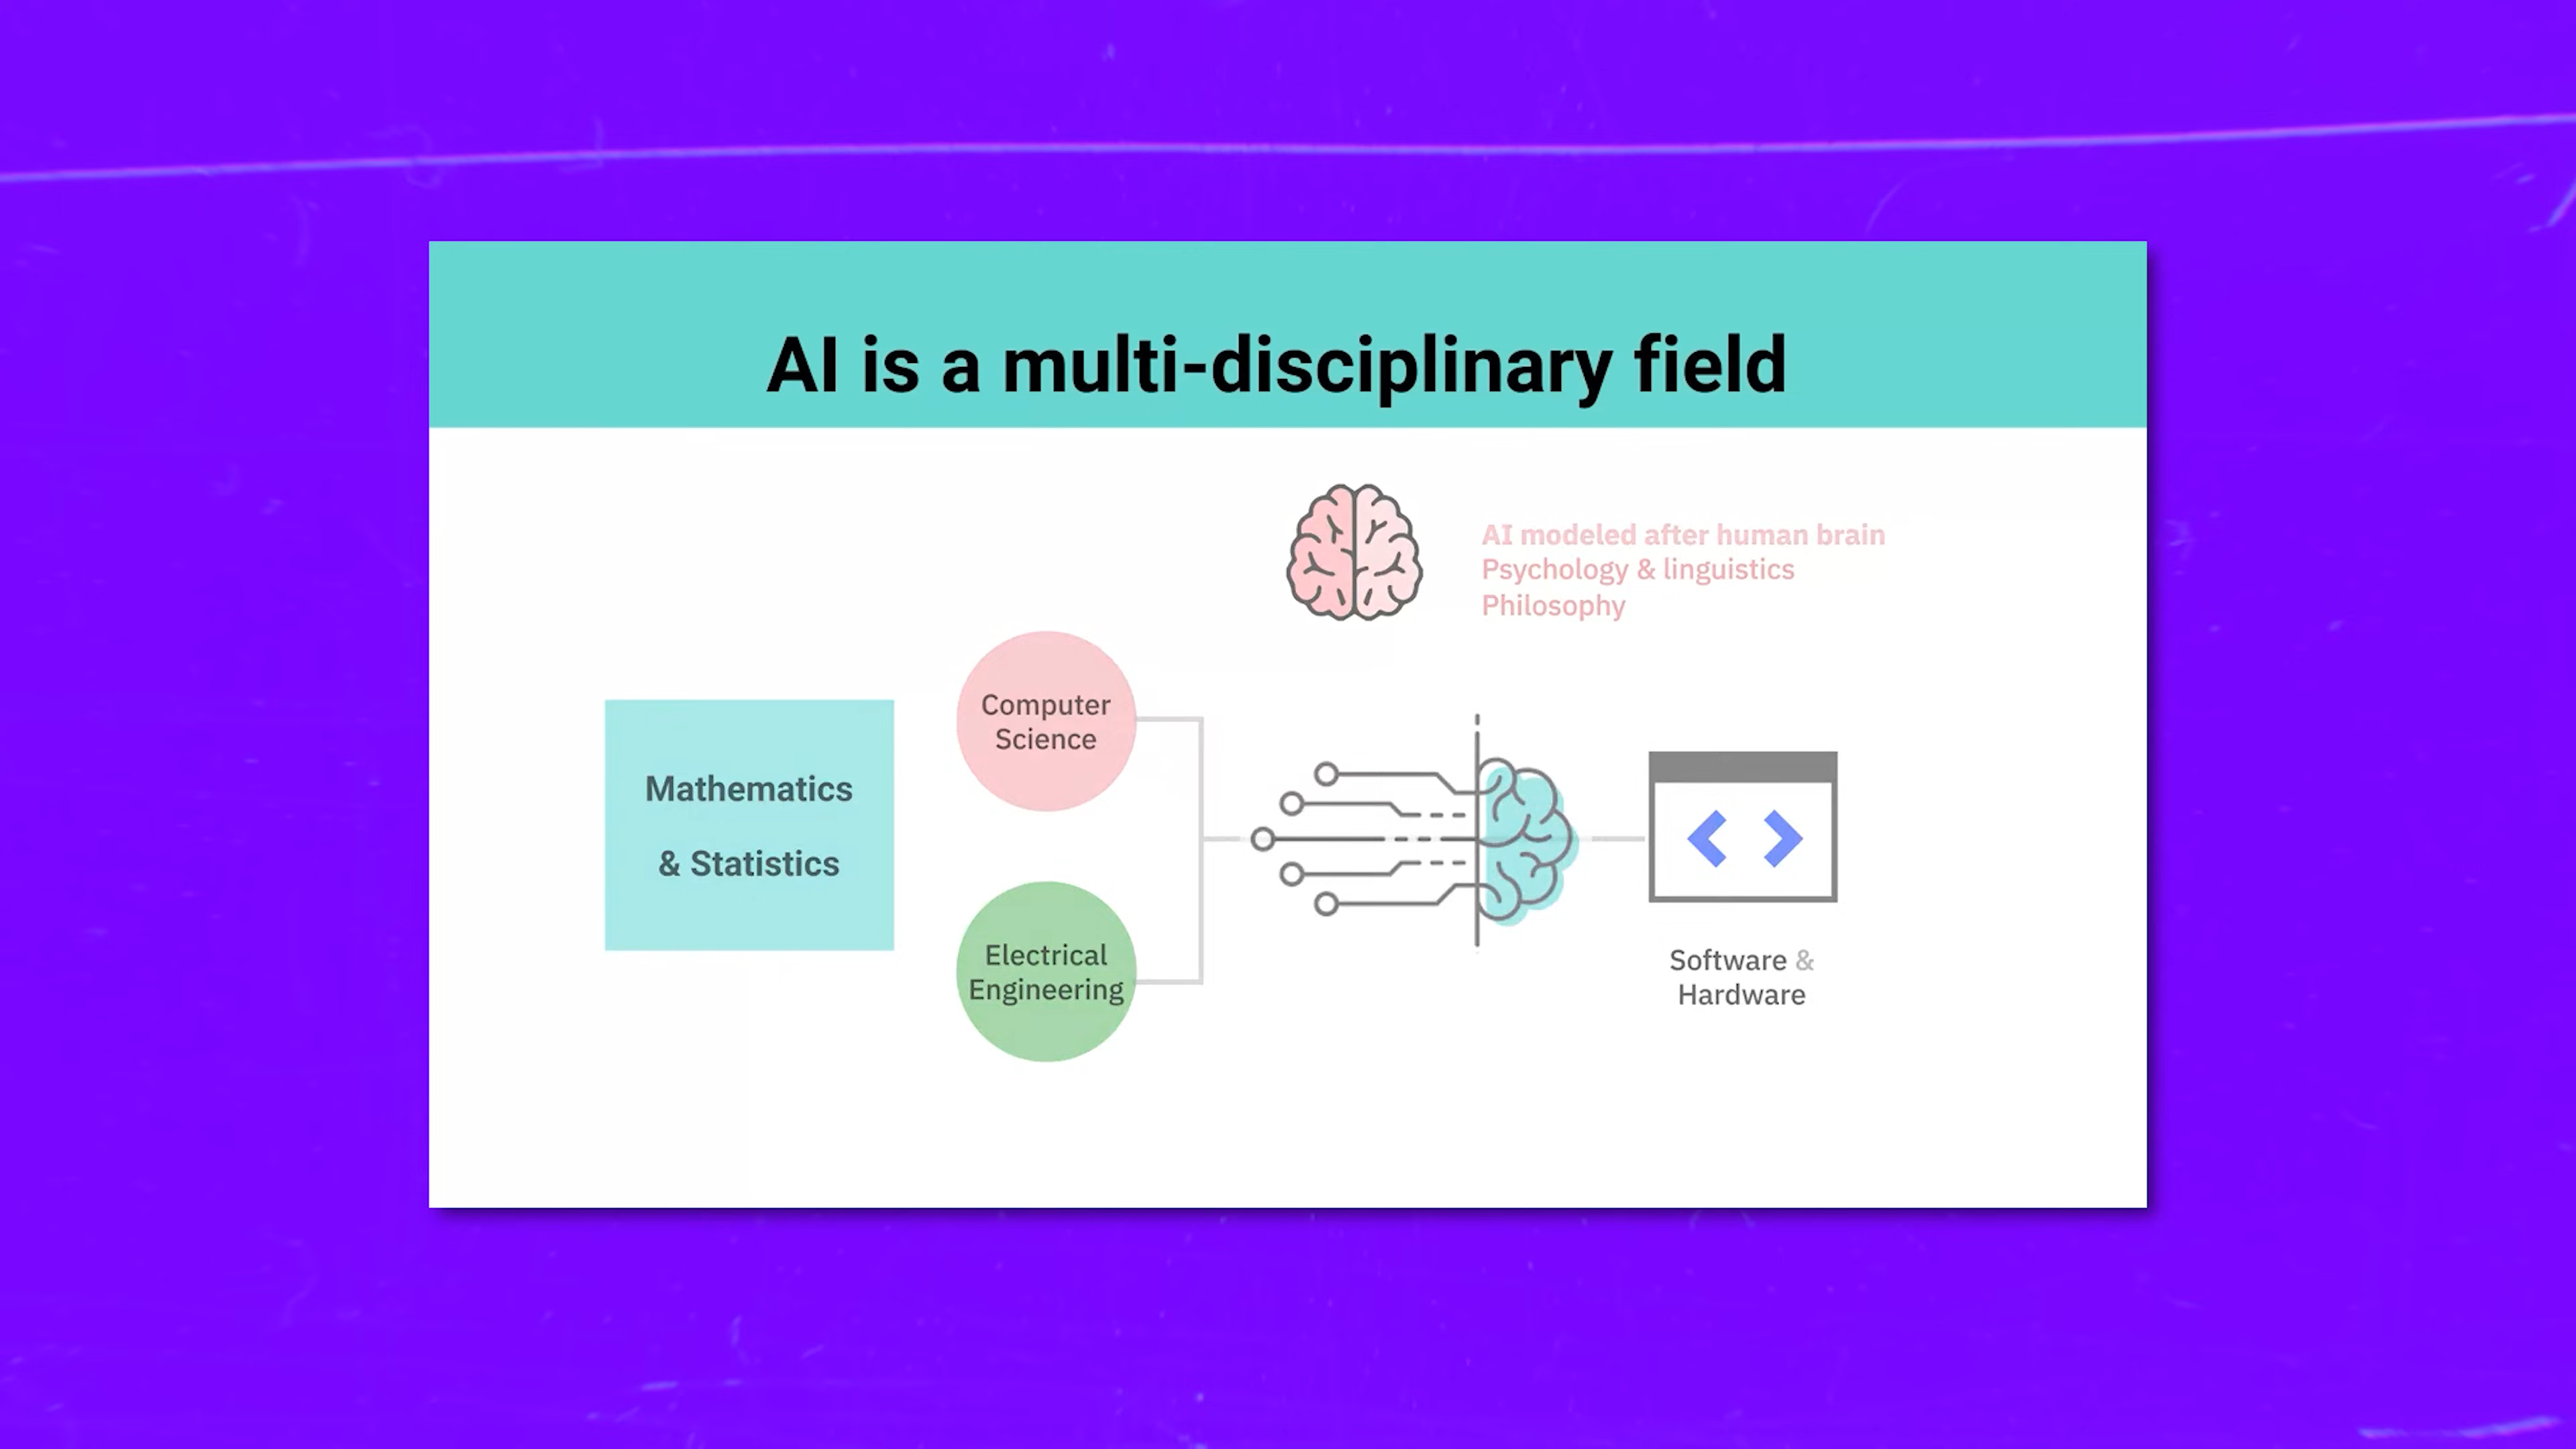 AI is a multi-disciplinary field
AI modeled after human brain
Psychology & linguistics
Philosophy
Computer
Science
Mathematics
& Statistics
Electrical
Engineering
Software &
Hardware